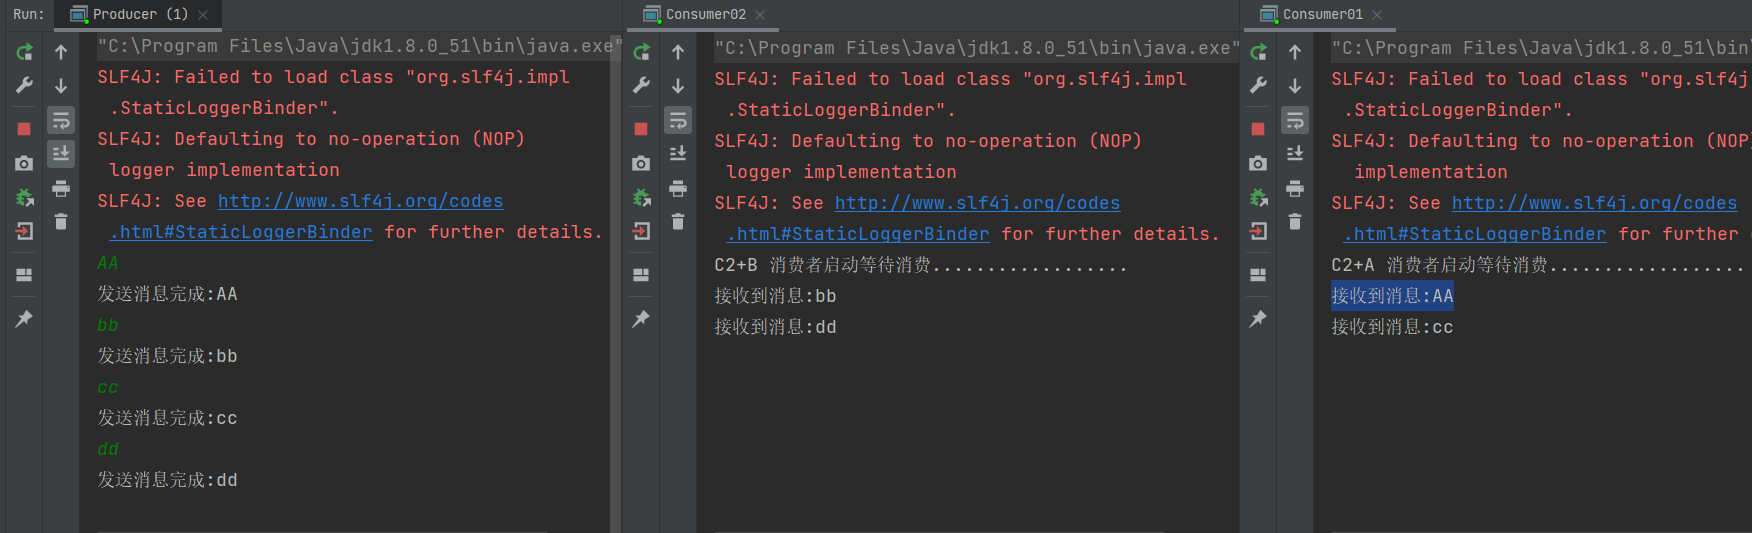 Run:
Producer (1)
"C:\Program Files\Java\jdk1.8.0_51\bin\java.exe"
SLF4J: Failed to load class "org.slf4j.impl
.StaticLoggerBinder".
SLF4J: Defaulting to no-operation (NOP)
logger implementation
SLF4J: See http://www.slf4j.org/codes
.html#StaticLoggerBinder for further details.
AA
发送消息完成:AA
bb
发送消息完成:bb
cc
发送消息完成:cc
dd
发送消息完成:dd
Consumer02
"C:\Program Files\Java\jdk1.8.0_51\bin\java.exe"
SLF4J: Failed to load class "org.slf4j.impl
.StaticLoggerBinder".
SLF4J: Defaulting to no-operation (NOP)
logger implementation
SLF4J: See http://www.slf4j.org/codes
.html#StaticLoggerBinder for further details.
C2+B 消费者启动等待消费..................
接收到消息:bb
接收到消息:dd
Consumer01
"C:\Program Files\Java\jdk1.8.0_51\bin\
SLF4J: Failed to load class "org.slf4j
.StaticLoggerBinder".
SLF4J: Defaulting to no-operation (NOP)
implementation
SLF4J: See http://www.slf4j.org/codes
.html#StaticLoggerBinder for further
C2+A 消费者启动等待消费..................
接收到消息:AA
接收到消息:cc